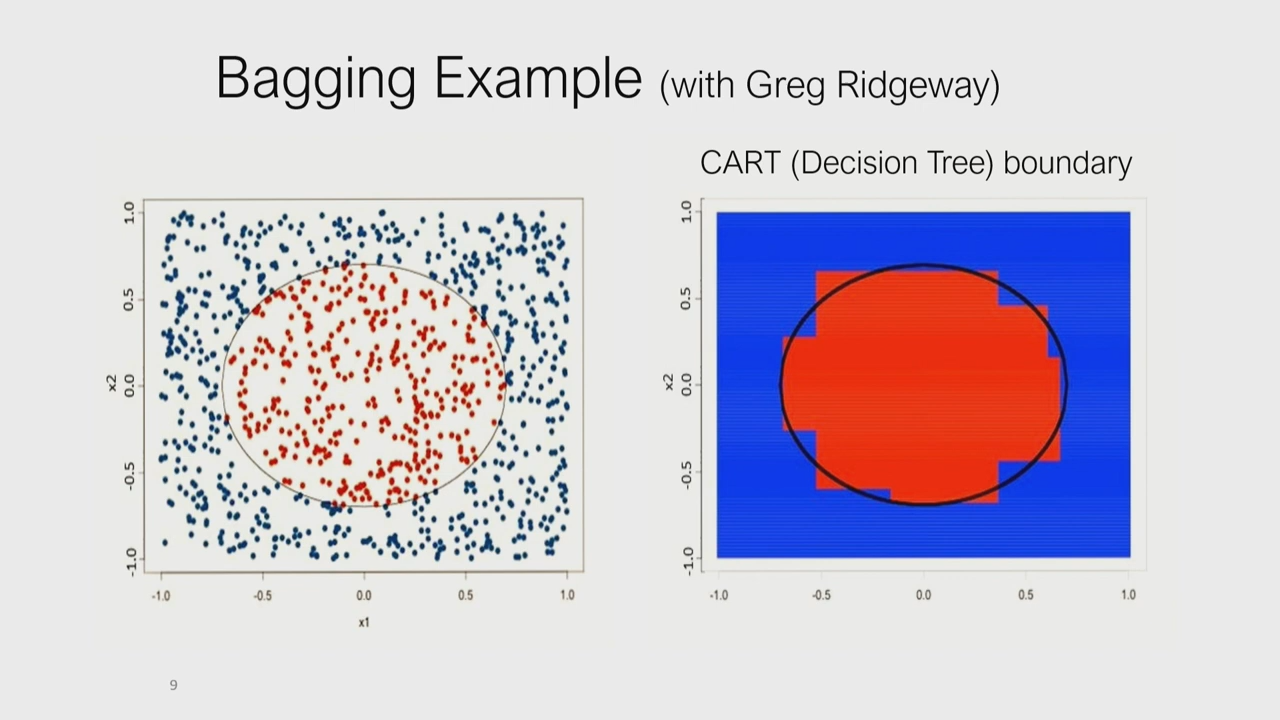 Bagging Example (with Greg Ridgeway)
CART (Decision Tree) boundary
1.0
0.5
0.0
-0.5
-1.0
x2
-1.0 -0.5 0.0 0.5 1.0
x1
1.0
0.5
0.0
-0.5
-1.0
x2
-1.0 -0.5 0.0 0.5 1.0
9